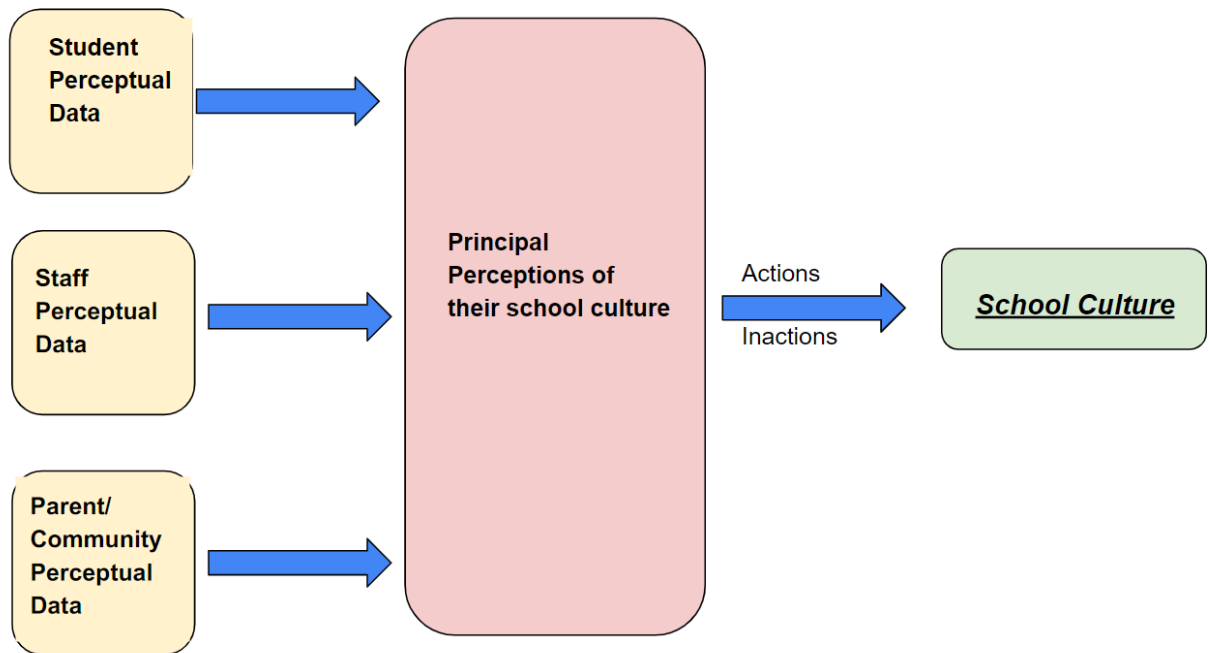 Student
Perceptual
Data
Staff
Perceptual
Data
Parent/
Community
Perceptual
Data
Principal
Perceptions of
their school culture
Actions
Inactions
School Culture